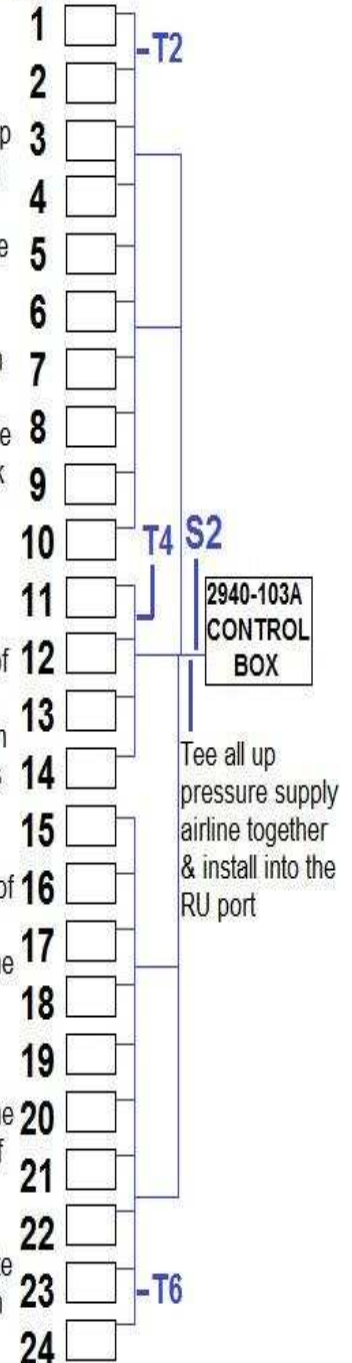 1
-T2
2
p 3
4
e 5
6
7
e 8
9
10
T4 S2
11
2940-103A
CONTROL
BOX
of 12
13
14
Tee all up
pressure supply
airline together
& install into the
RU port
15
of 16
17
18
19
20
21
22
23
-T6
24